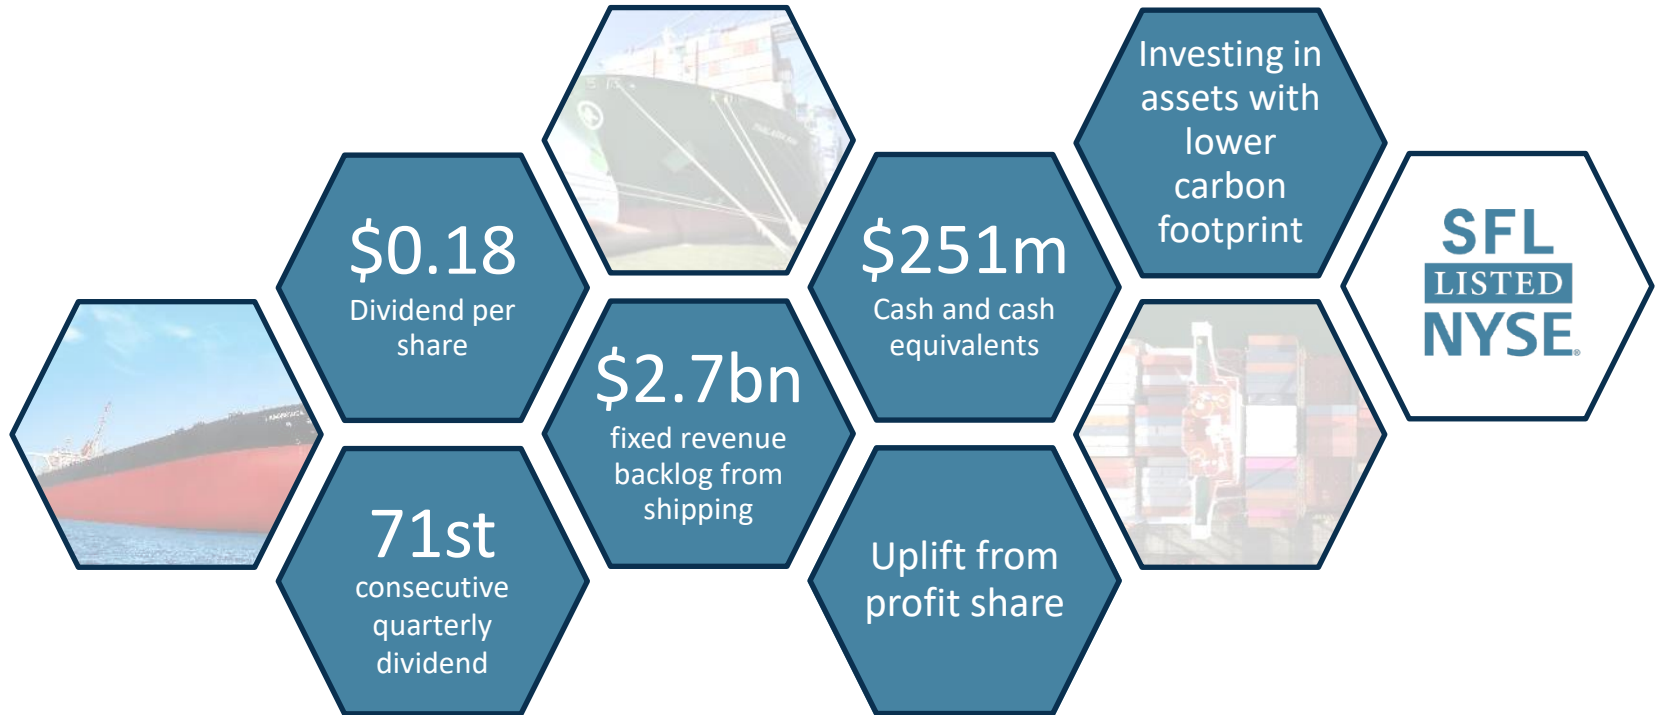 $0.18
Dividend per
share
71st
consecutive
quarterly
dividend
$2.7bn
fixed revenue
backlog from
shipping
$251m
Cash and cash
equivalents
Uplift from
profit share
Investing in
assets with
lower
carbon
footprint
SFL
LISTED
NYSE®